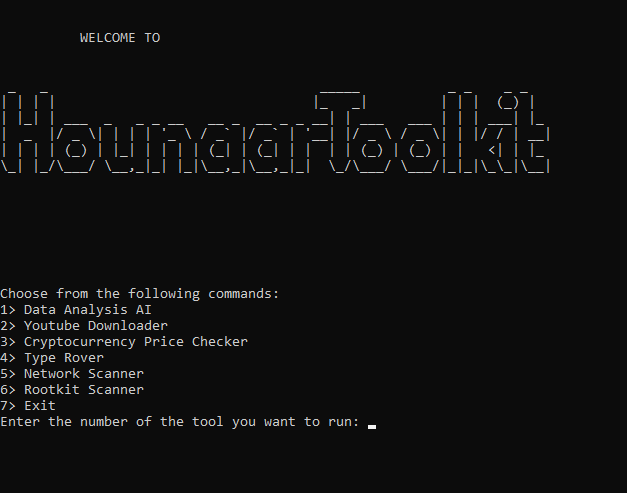 WELCOME TO
HounaarToolkit
Choose from the following commands:
1> Data Analysis AI
2> Youtube Downloader
3> Cryptocurrency Price Checker
4> Type Rover
5> Network Scanner
6> Rootkit Scanner
7> Exit
Enter the number of the tool you want to run: